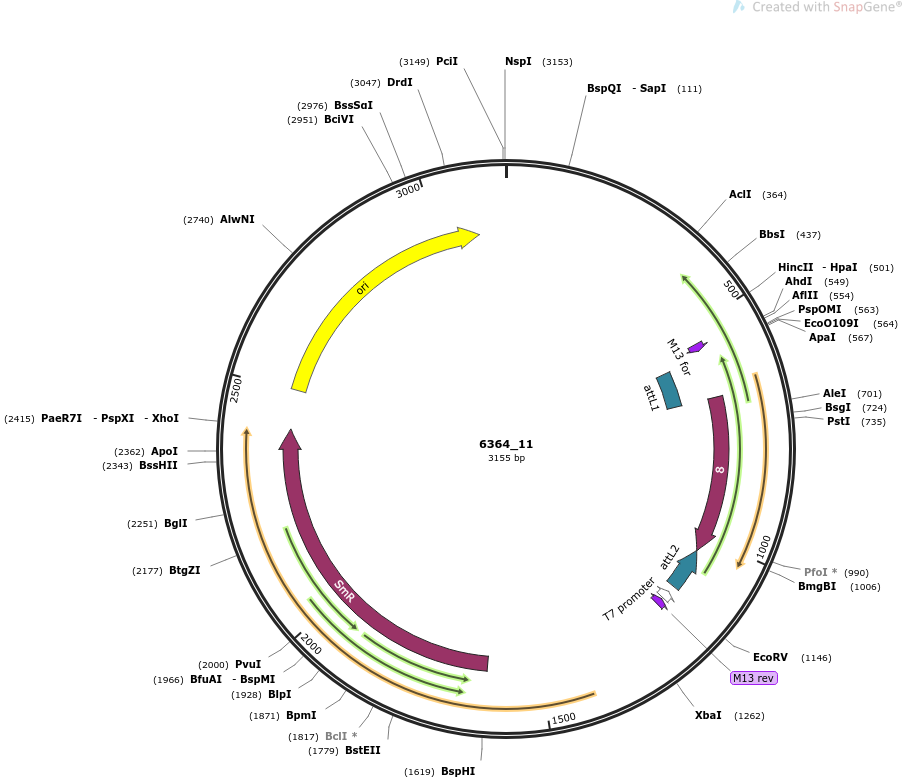 Created with SnapGene®
(3149) PciI
NspI (3153)
(3047) DrdI
BspQI - SapI (111)
(2976) BssSαI
(2951) BciVI
3000
AclI (364)
(2740) AlwNI
BbsI (437)
HincII - HpaI (501)
AhdI (549)
500
AflII (554)
ori
PspOMI (563)
EcoO109I (564)
ApaI (567)
M13 for
2500
attL1
AleI (701)
(2415) PaeR7I - PspXI - XhoI
BsgI (724)
PstI (735)
6364_11
3155 bp
(2362) ApoI
(2343) BssHII
8
(2251) BglI
1000
attL2
(2177) BtgZI
PfoI * (990)
SmR
BmgBI (1006)
T7 promoter
2000
EcoRV (1146)
(2000) PvuI
(1966) BfuAI - BspMI
M13 rev
(1928) BlpI
(1871) BpmI
XbaI (1262)
1500
(1817) BclI *
(1779) BstEII
(1619) BspHI